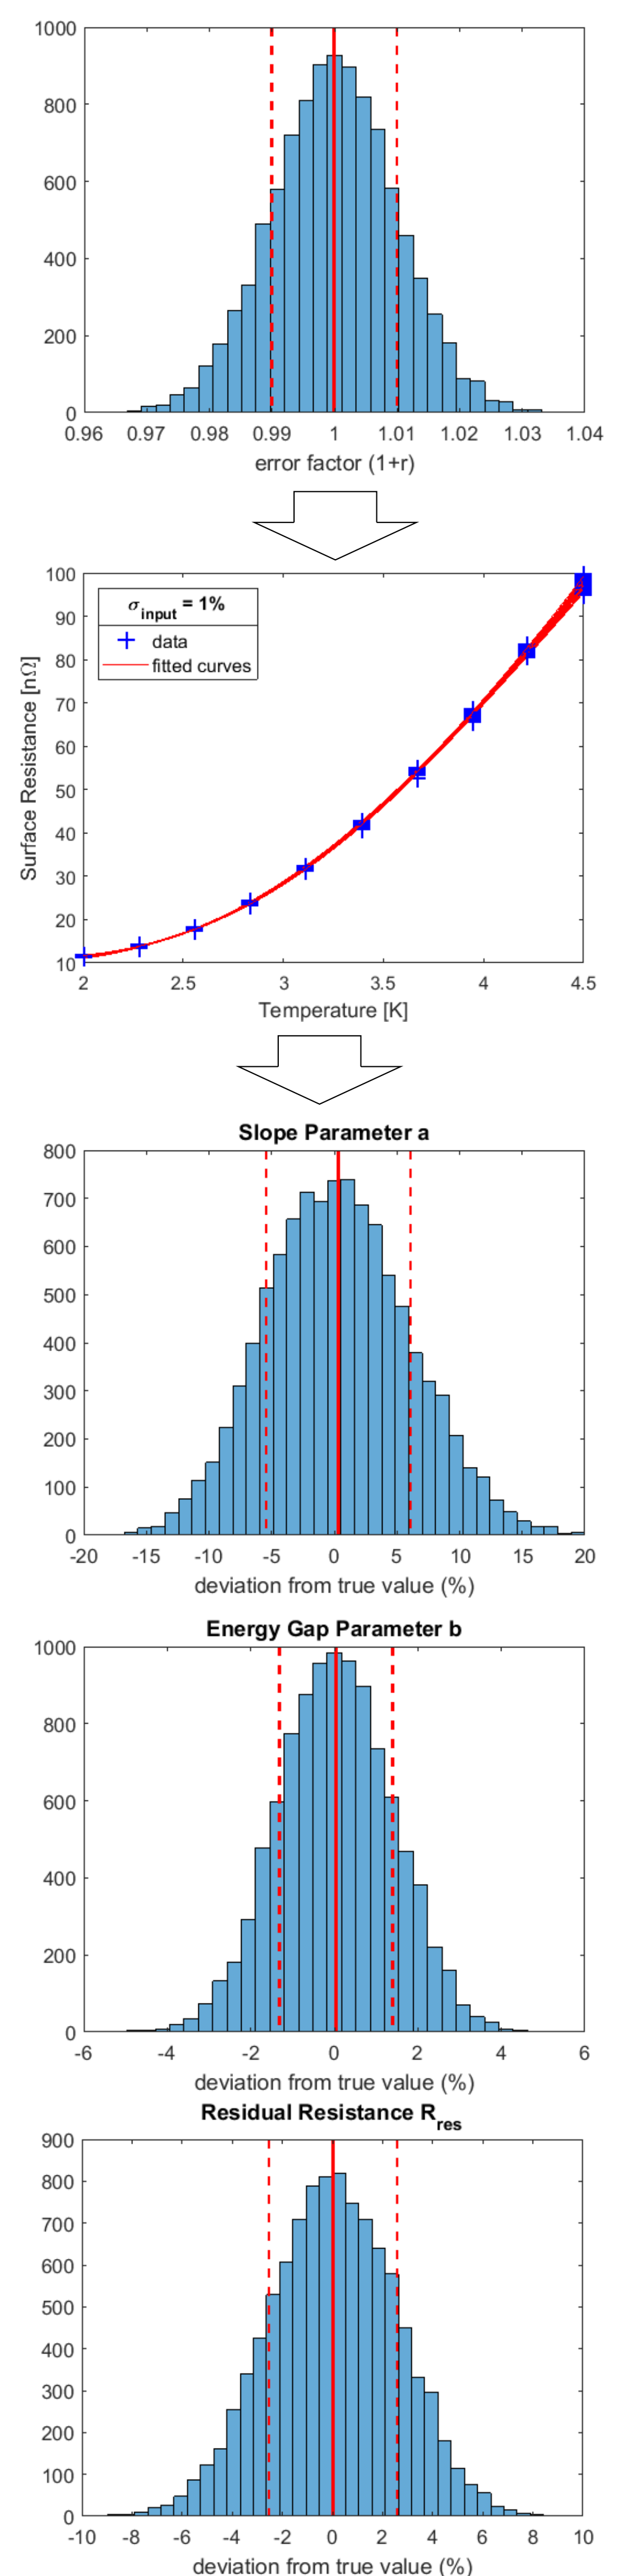 1000
800
600
400
200
0
0.96 0.97 0.98 0.99 1 1.01 1.02 1.03 1.04
error factor (1+r)
100
90
80
70
60
50
40
30
20
10
Surface Resistance [nΩ]
σinput = 1%
data
fitted curves
2 2.5 3 3.5 4 4.5
Temperature [K]
Slope Parameter a
800
700
600
500
400
300
200
100
0
-20 -15 -10 -5 0 5 10 15 20
deviation from true value (%)
Energy Gap Parameter b
1000
800
600
400
200
0
-6 -4 -2 0 2 4 6
deviation from true value (%)
Residual Resistance Rres
900
800
700
600
500
400
300
200
100
0
-10 -8 -6 -4 -2 0 2 4 6 8 10
deviation from true value (%)